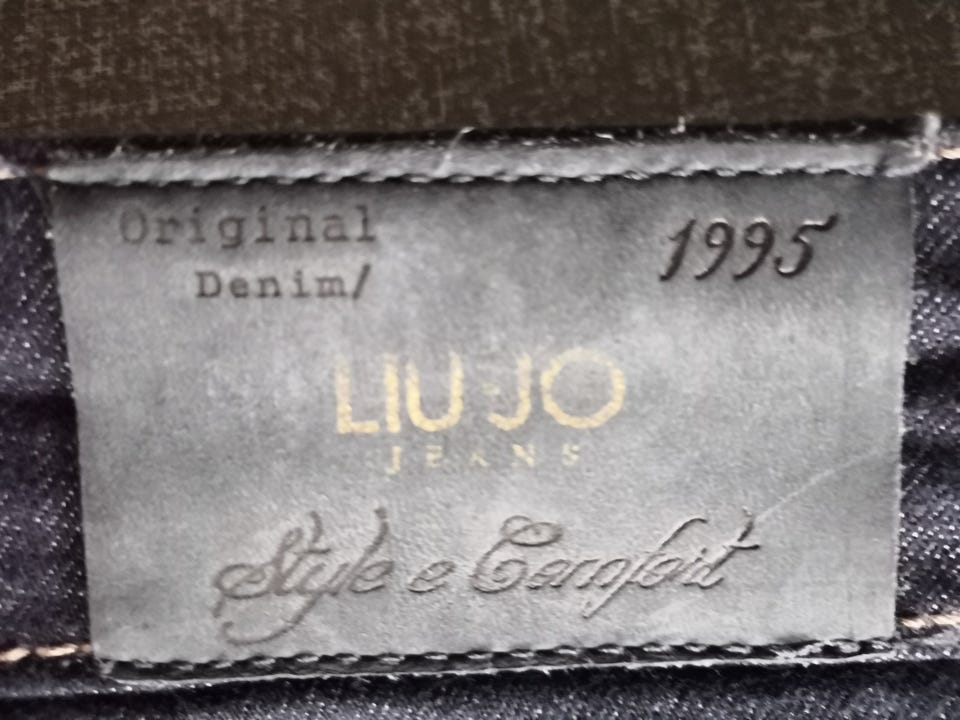 Original
Denim/
1995
LIU·JO
JEANS
Style e Comfort